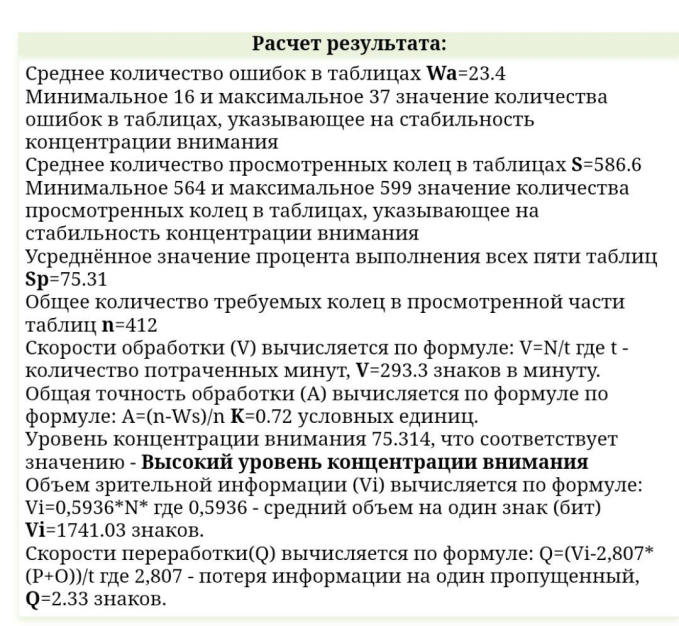 Расчет результата:
Среднее количество ошибок в таблицах Wa=23.4
Минимальное 16 и максимальное 37 значение количества
ошибок в таблицах, указывающее на стабильность
концентрации внимания
Среднее количество просмотренных колец в таблицах S=586.6
Минимальное 564 и максимальное 599 значение количества
просмотренных колец в таблицах, указывающее на
стабильность концентрации внимания
Усреднённое значение процента выполнения всех пяти таблиц
Sp=75.31
Общее количество требуемых колец в просмотренной части
таблиц n=412
Скорости обработки (V) вычисляется по формуле: V=N/t где t -
количество потраченных минут, V=293.3 знаков в минуту.
Общая точность обработки (А) вычисляется по формуле по
формуле: А=(n-Ws)/n K=0.72 условных единиц.
Уровень концентрации внимания 75.314, что соответствует
значению - Высокий уровень концентрации внимания
Объем зрительной информации (Vi) вычисляется по формуле:
Vi=0,5936*N* где 0,5936 - средний объем на один знак (бит)
Vi=1741.03 знаков.
Скорости переработки(Q) вычисляется по формуле: Q=(Vi-2,807*
(P+O))/t где 2,807 - потеря информации на один пропущенный,
Q=2.33 знаков.